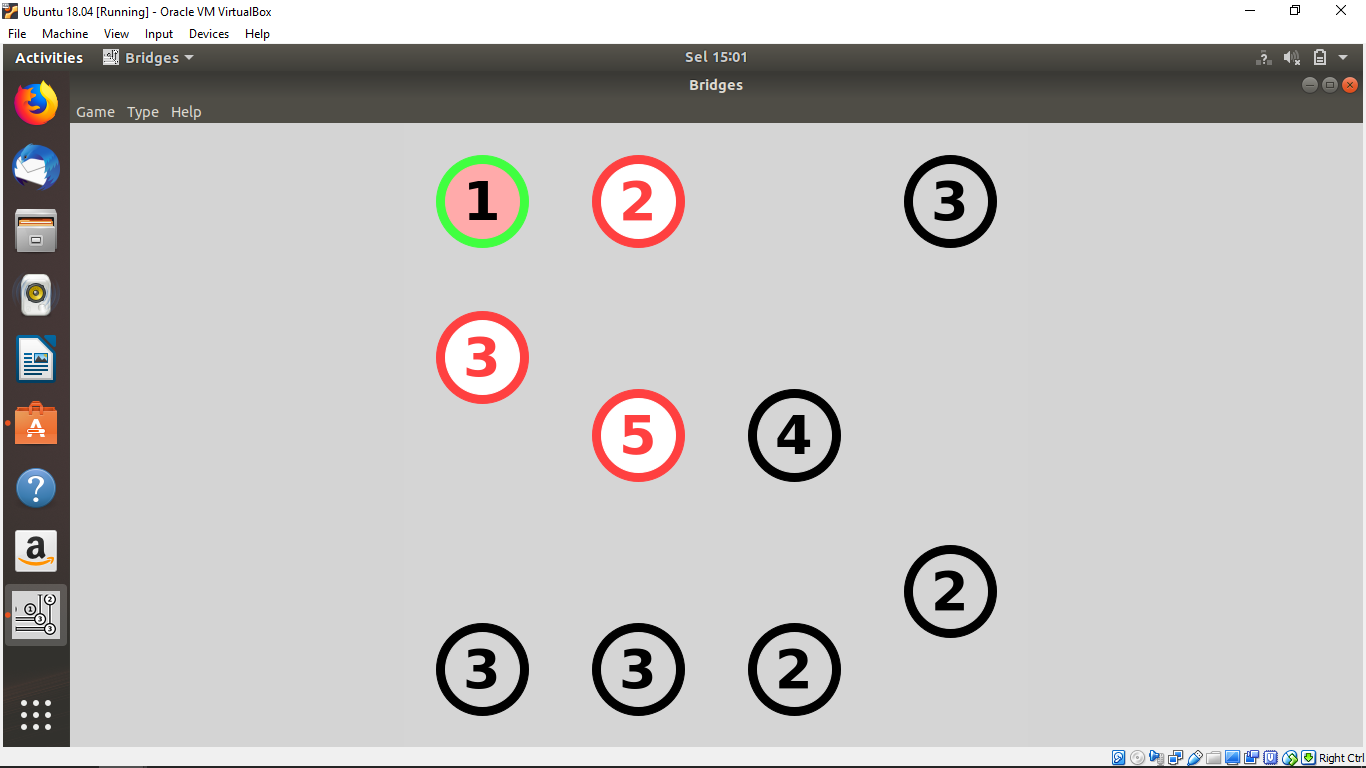 Ubuntu 18.04 [Running] - Oracle VM VirtualBox
File Machine View Input Devices Help
Activities Bridges Sel 15:01
Bridges
Game Type Help
1 2 3
3
5 4
2
3 3 2
Right Ctrl